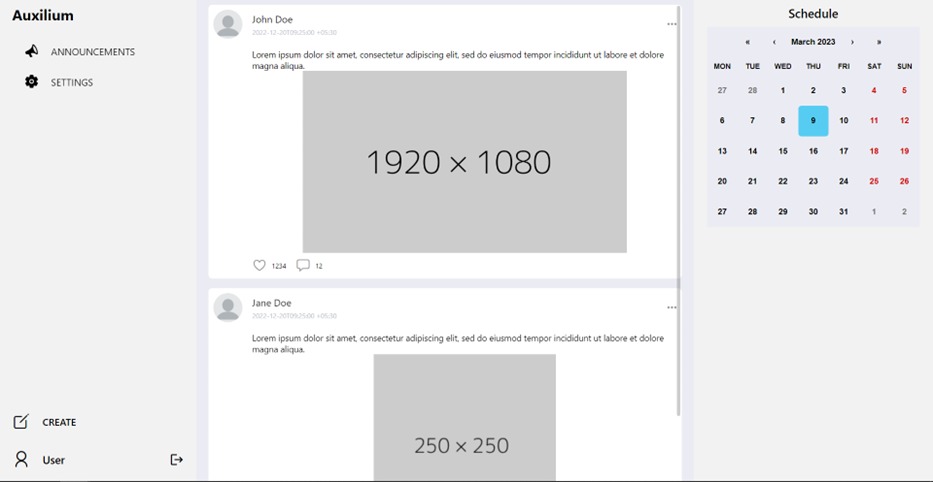 Auxilium
ANNOUNCEMENTS
SETTINGS
CREATE
User
John Doe
2022-12-20T09:25:00 +05:30
Lorem ipsum dolor sit amet, consectetur adipiscing elit, sed do eiusmod tempor incididunt ut labore et dolore
magna aliqua.
1920 × 1080
1234 12
Jane Doe
2022-12-20T09:25:00 +05:30
Lorem ipsum dolor sit amet, consectetur adipiscing elit, sed do eiusmod tempor incididunt ut labore et dolore
magna aliqua.
250 × 250
Schedule
« ‹ March 2023 › »
MON TUE WED THU FRI SAT SUN
27 28 1 2 3 4 5
6 7 8 9 10 11 12
13 14 15 16 17 18 19
20 21 22 23 24 25 26
27 28 29 30 31 1 2